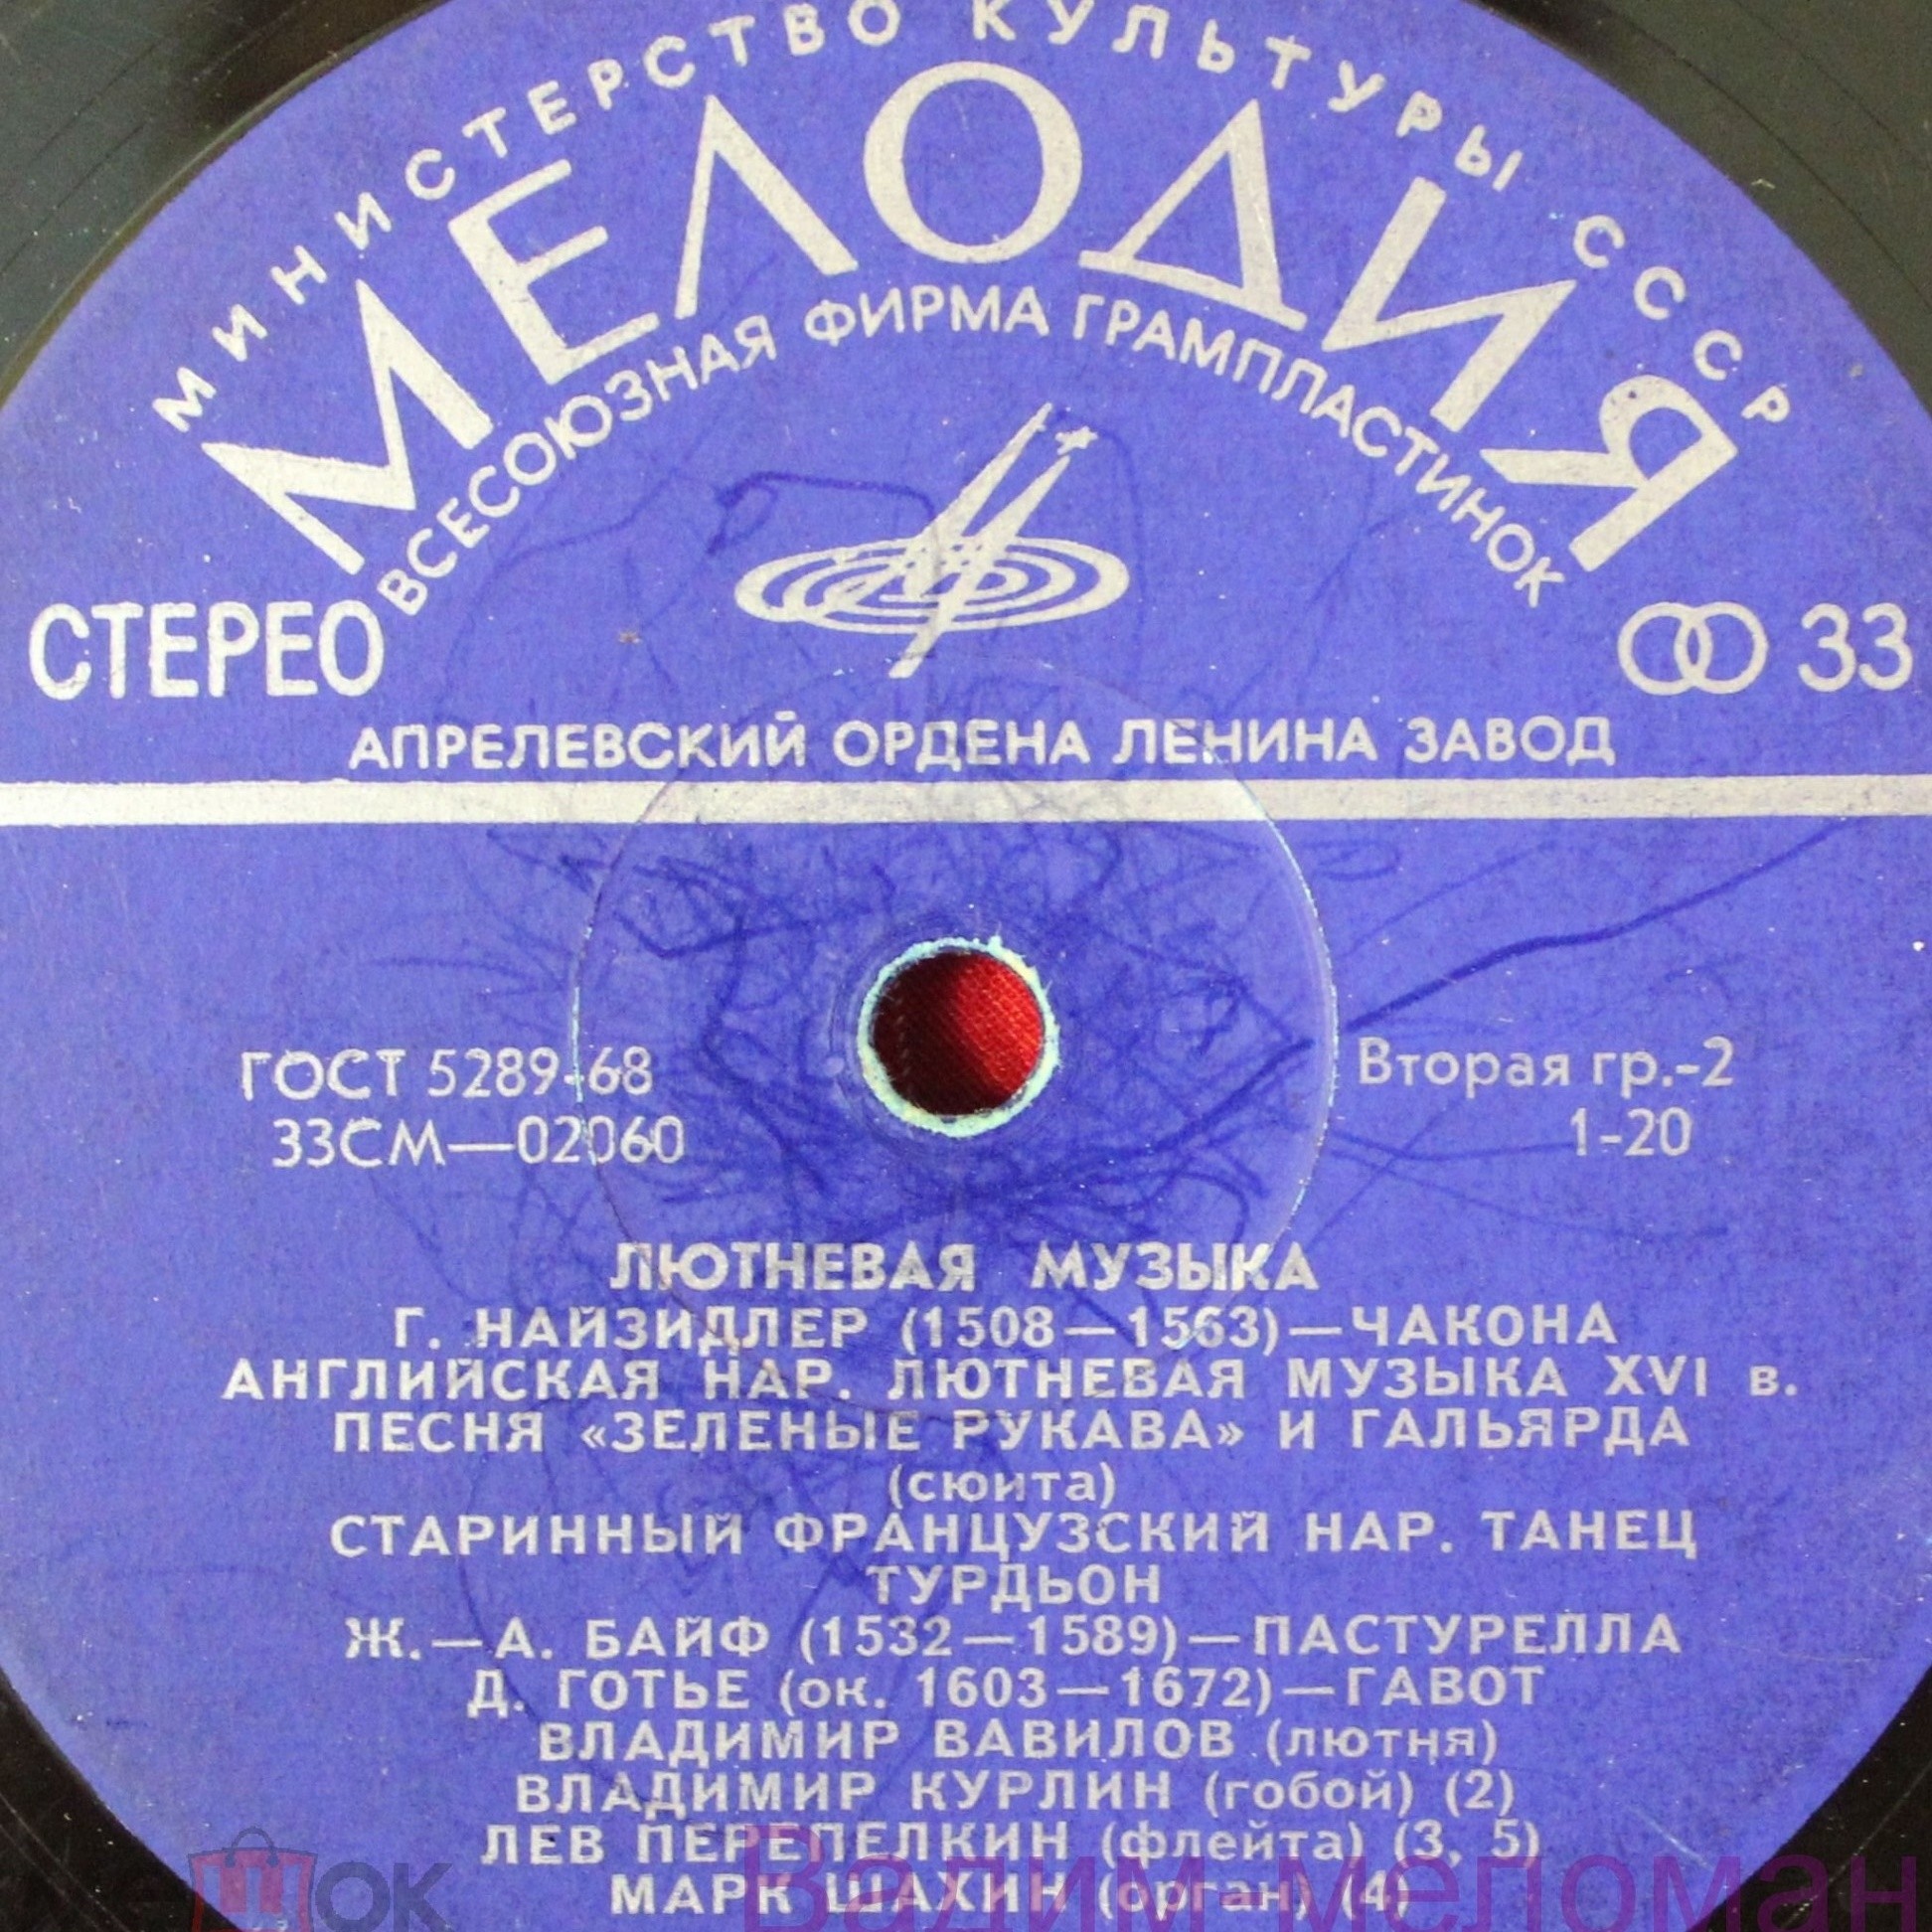 МИНИСТЕРСТВО КУЛЬТУРЫ СССР
МЕЛОДИЯ
ВСЕСОЮЗНАЯ ФИРМА ГРАМПЛАСТИНОК
СТЕРЕО
33
АПРЕЛЕВСКИЙ ОРДЕНА ЛЕНИНА ЗАВОД
ГОСТ 5289-68
33СМ—02060
Вторая гр.-2
1-20
ЛЮТНЕВАЯ МУЗЫКА
Г. НАЙЗИДЛЕР (1508—1563)—ЧАКОНА
АНГЛИЙСКАЯ НАР. ЛЮТНЕВАЯ МУЗЫКА XVI в.
ПЕСНЯ «ЗЕЛЕНЫЕ РУКАВА» И ГАЛЬЯРДА
(сюита)
СТАРИННЫЙ ФРАНЦУЗСКИЙ НАР. ТАНЕЦ
ТУРДЬОН
Ж.—А. БАЙФ (1532—1589)—ПАСТУРЕЛЛА
Д. ГОТЬЕ (ок. 1603—1672)—ГАВОТ
ВЛАДИМИР ВАВИЛОВ (лютня)
ВЛАДИМИР КУРЛИН (гобой) (2)
ЛЕВ ПЕРЕПЕЛКИН (флейта) (3, 5)
МАРК ШАХИН (орган) (4)
Вадим-меломан
ОК